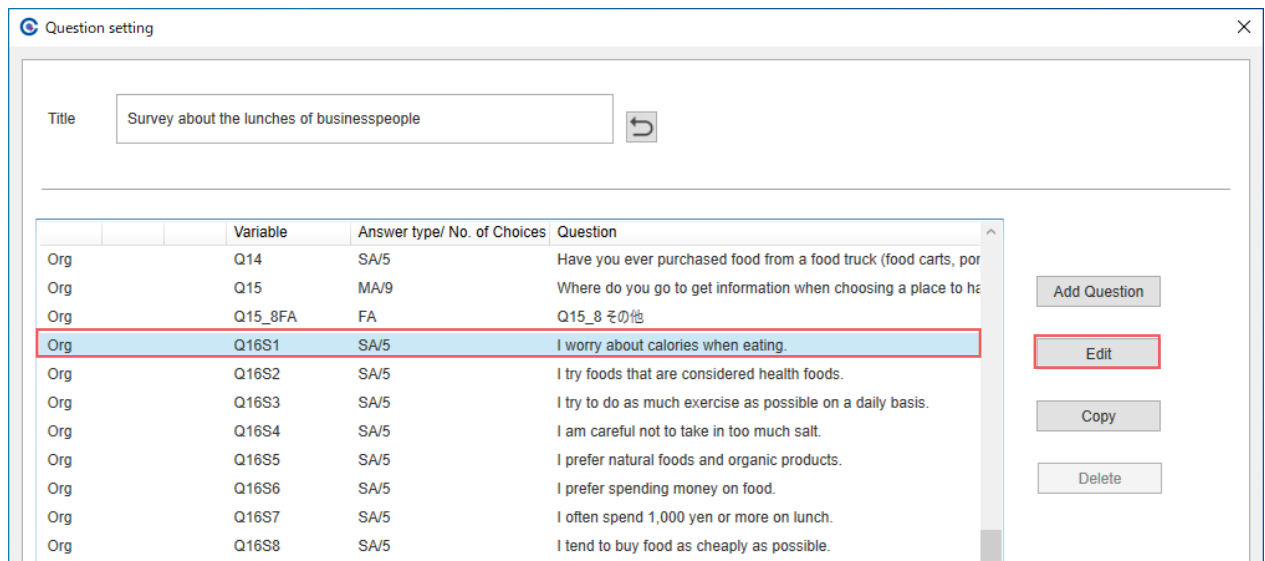 Question setting
Title
Survey about the lunches of businesspeople
Variable Answer type/ No. of Choices Question
Org Q14 SA/5 Have you ever purchased food from a food truck (food carts, por
Org Q15 MA/9 Where do you go to get information when choosing a place to ha
Org Q15_8FA FA Q15_8 その他
Org Q16S1 SA/5 I worry about calories when eating.
Org Q16S2 SA/5 I try foods that are considered health foods.
Org Q16S3 SA/5 I try to do as much exercise as possible on a daily basis.
Org Q16S4 SA/5 I am careful not to take in too much salt.
Org Q16S5 SA/5 I prefer natural foods and organic products.
Org Q16S6 SA/5 I prefer spending money on food.
Org Q16S7 SA/5 I often spend 1,000 yen or more on lunch.
Org Q16S8 SA/5 I tend to buy food as cheaply as possible.
Add Question
Edit
Copy
Delete